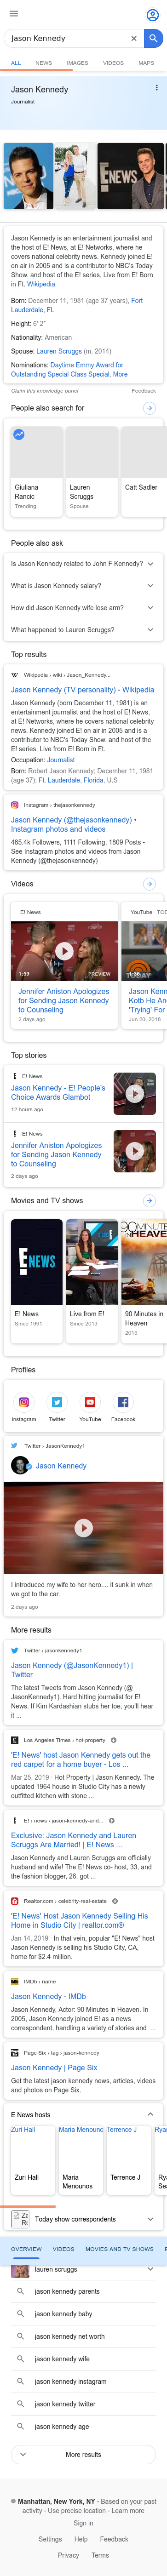 Jason Kennedy
ALL NEWS IMAGES VIDEOS MAPS
Jason Kennedy
Journalist
Jason Kennedy is an entertainment journalist and
the host of E! News, at E! Networks, where he
covers national celebrity news. Kennedy joined E!
in 2005 and is a contributor to NBC's Today
Show. and host of the E! series, Live from E! Born
in Ft. Wikipedia
Born: December 11, 1981 (age 37 years), Fort
Lauderdale, FL
Height: 6' 2"
Nationality: American
Spouse: Lauren Scruggs (m. 2014)
Nominations: Daytime Emmy Award for
Outstanding Special Class Special, More
Claim this knowledge panel Feedback
People also search for
Giuliana
Rancic
Trending
Lauren
Scruggs
Spouse
Catt Sadler
People also ask
Is Jason Kennedy related to John F Kennedy?
What is Jason Kennedy salary?
How did Jason Kennedy wife lose arm?
What happened to Lauren Scruggs?
Top results
Wikipedia › wiki › Jason_Kennedy...
Jason Kennedy (TV personality) - Wikipedia
Jason Kennedy (born December 11, 1981) is an
entertainment journalist and the host of E! News,
at E! Networks, where he covers national celebrity
news. Kennedy joined E! in 2005 and is a
contributor to NBC's Today Show. and host of the
E! series, Live from E! Born in Ft.
Occupation: Journalist
Born: Robert Jason Kennedy; December 11, 1981
(age 37); Ft. Lauderdale, Florida, U.S
Instagram › thejasonkennedy
Jason Kennedy (@thejasonkennedy) •
Instagram photos and videos
485.4k Followers, 1111 Following, 1809 Posts -
See Instagram photos and videos from Jason
Kennedy (@thejasonkennedy)
Videos
E! News
1:59 PREVIEW
Jennifer Aniston Apologizes
for Sending Jason Kennedy
to Counseling
2 days ago
YouTube · TOD
Jason Kenn
Kotb He An
'Trying' For
Jun 20, 2018
Top stories
E! News
Jason Kennedy - E! People's
Choice Awards Glambot
12 hours ago
E! News
Jennifer Aniston Apologizes
for Sending Jason Kennedy
to Counseling
2 days ago
Movies and TV shows
E NEWS
E! News
Since 1991
Live from E!
Since 2013
90 MINUTES
IN HEAVEN
90 Minutes in
Heaven
2015
Profiles
Instagram Twitter YouTube Facebook
Twitter › JasonKennedy1
Jason Kennedy
I introduced my wife to her hero.... it sunk in when
we got to the car.
2 days ago
More results
Twitter › jasonkennedy1
Jason Kennedy (@JasonKennedy1) |
Twitter
The latest Tweets from Jason Kennedy (@
JasonKennedy1). Hard hitting journalist for E!
News. If Kim Kardashian stubs her toe, you'll hear
it ...
Los Angeles Times › hot-property
'E! News' host Jason Kennedy gets out the
red carpet for a home buyer - Los ...
Mar 25, 2019 · Hot Property | Jason Kennedy. The
gated 1964 house in Studio City has a newly
outfitted kitchen with stone ...
E! › news › jason-kennedy-and...
Exclusive: Jason Kennedy and Lauren
Scruggs Are Married! | E! News ...
Jason Kennedy and Lauren Scruggs are officially
husband and wife! The E! News co- host, 33, and
the fashion blogger, 26, got ...
Realtor.com › celebrity-real-estate
'E! News' Host Jason Kennedy Selling His
Home in Studio City | realtor.com®
Jan 14, 2019 · In that vein, popular "E! News" host
Jason Kennedy is selling his Studio City, CA,
home for $2.4 million.
IMDb › name
Jason Kennedy - IMDb
Jason Kennedy, Actor: 90 Minutes in Heaven. In
2005, Jason Kennedy joined E! as a news
correspondent, handling a variety of stories and ...
Page Six › tag › jason-kennedy
Jason Kennedy | Page Six
Get the latest jason kennedy news, articles, videos
and photos on Page Six.
E News hosts
Zuri Hall
Zuri Hall
Maria Menounos
Maria
Menounos
Terrence J
Terrence J
Today show correspondents
OVERVIEW VIDEOS MOVIES AND TV SHOWS
lauren scruggs
jason kennedy parents
jason kennedy baby
jason kennedy net worth
jason kennedy wife
jason kennedy instagram
jason kennedy twitter
jason kennedy age
More results
Manhattan, New York, NY - Based on your past
activity - Use precise location - Learn more
Sign in
Settings Help Feedback
Privacy Terms